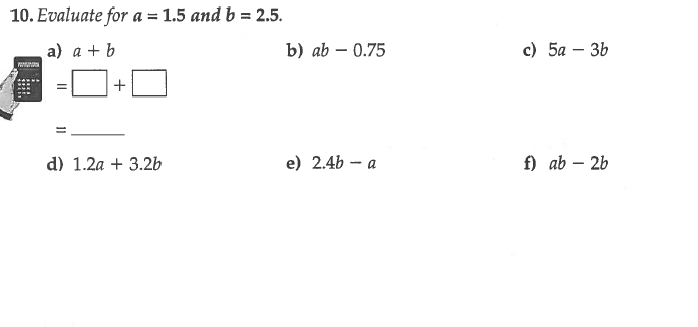 10. Evaluate for a = 1.5 and b = 2.5.
a) a + b b) ab − 0.75 c) 5a − 3b
= □ + □
= ______
d) 1.2a + 3.2b e) 2.4b − a f) ab − 2b